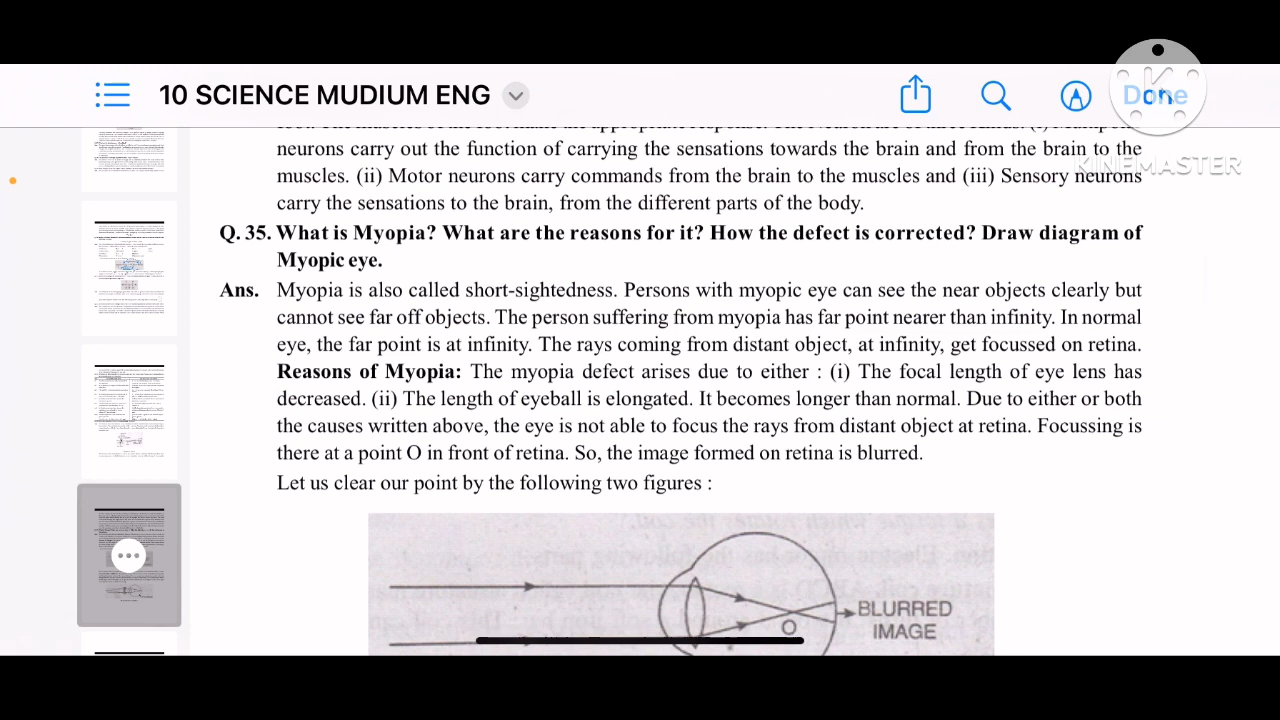 10 SCIENCE MUDIUM ENG
Done
KINEMASTER
neurons carry out the function of carrying the sensations towards the brain and from the brain to the
muscles. (ii) Motor neurons carry commands from the brain to the muscles and (iii) Sensory neurons
carry the sensations to the brain, from the different parts of the body.
Q. 35. What is Myopia? What are the reasons for it? How the defect is corrected? Draw diagram of
Myopic eye.
Ans. Myopia is also called short-sightedness. Persons with myopic eye can see the near objects clearly but
cannot see far off objects. The person suffering from myopia has far point nearer than infinity. In normal
eye, the far point is at infinity. The rays coming from distant object, at infinity, get focussed on retina.
Reasons of Myopia: The myopia defect arises due to either : (i) The focal length of eye lens has
decreased. (ii) The length of eyeball is elongated. It becomes longer than normal. Due to either or both
the causes written above, the eye is not able to focus the rays from distant object at retina. Focussing is
there at a point O in front of retina. So, the image formed on retina is blurred.
Let us clear our point by the following two figures :
BLURRED
IMAGE
O